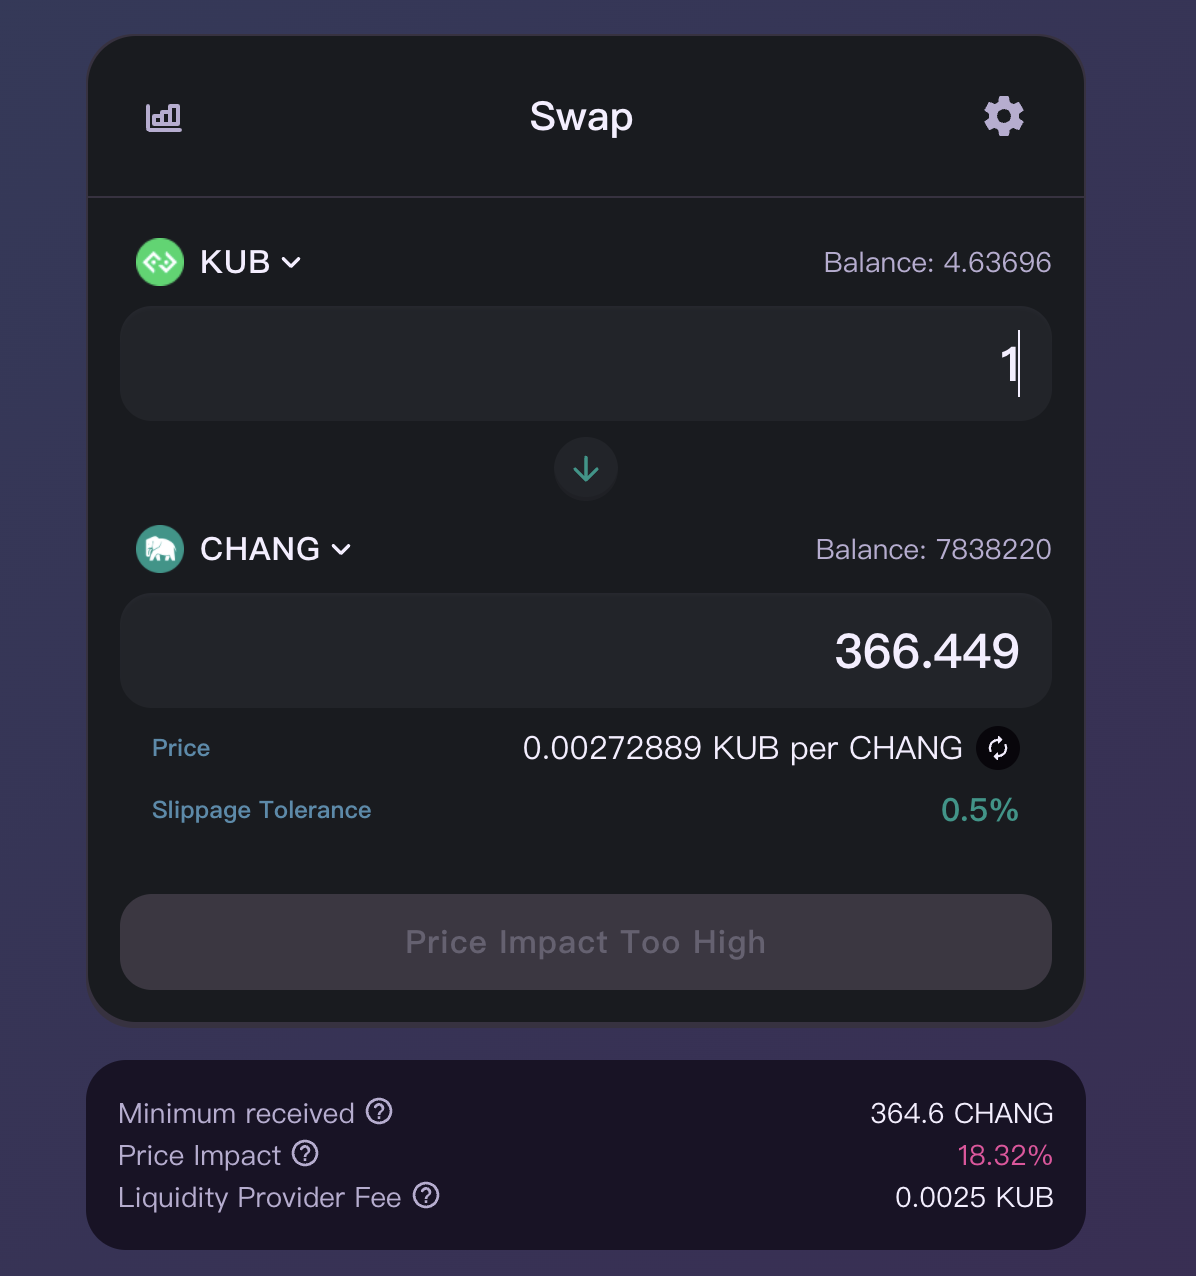 Swap
KUB Balance: 4.63696
1
CHANG Balance: 7838220
366.449
Price 0.00272889 KUB per CHANG
Slippage Tolerance 0.5%
Price Impact Too High
Minimum received ? 364.6 CHANG
Price Impact ? 18.32%
Liquidity Provider Fee ? 0.0025 KUB